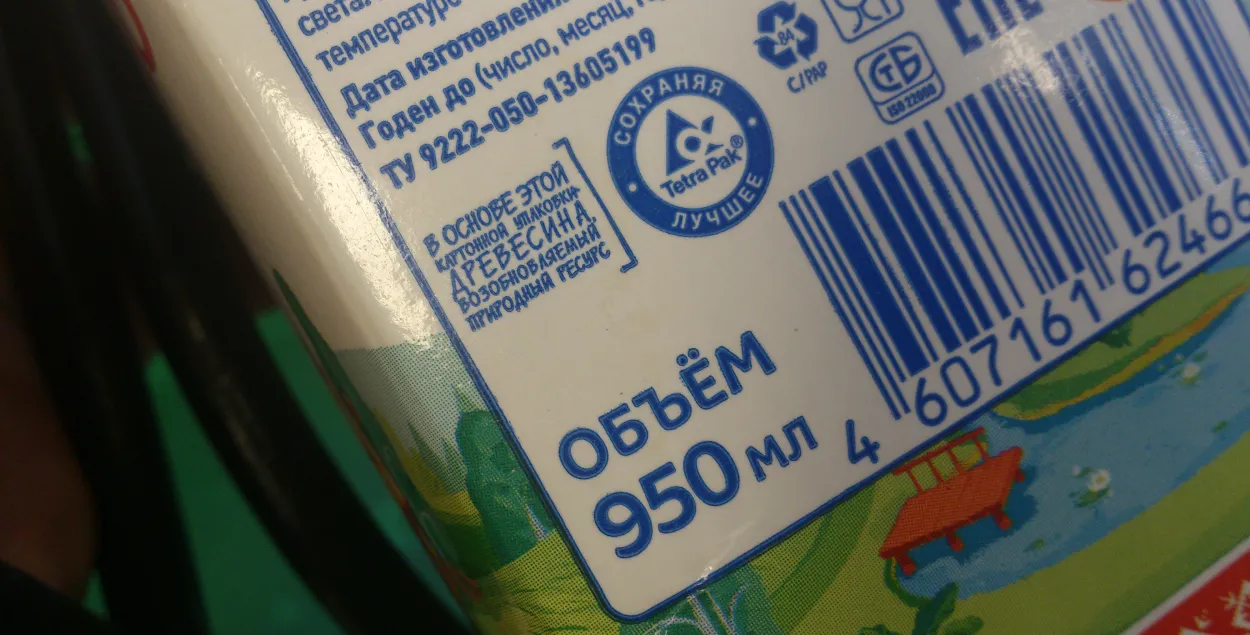 температуре
Дата изготовления
Годен до (число, месяц,
ТУ 9222-050-13605199
В ОСНОВЕ ЭТОЙ
КАРТОННОЙ УПАКОВКИ
ДРЕВЕСИНА,
ВОЗОБНОВЛЯЕМЫЙ
ПРИРОДНЫЙ РЕСУРС
СОХРАНЯЯ
Tetra Pak®
ЛУЧШЕЕ
84
C/PAP
СТБ
ISO 22000
ОБЪЁМ
950 МЛ
4 607161 62466